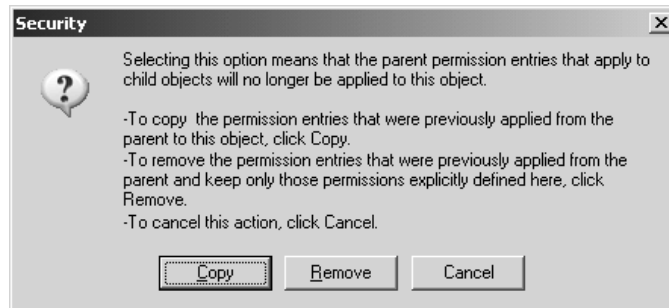 Security
Selecting this option means that the parent permission entries that apply to
child objects will no longer be applied to this object.
-To copy the permission entries that were previously applied from the
parent to this object, click Copy.
-To remove the permission entries that were previously applied from the
parent and keep only those permissions explicitly defined here, click
Remove.
-To cancel this action, click Cancel.
Copy Remove Cancel